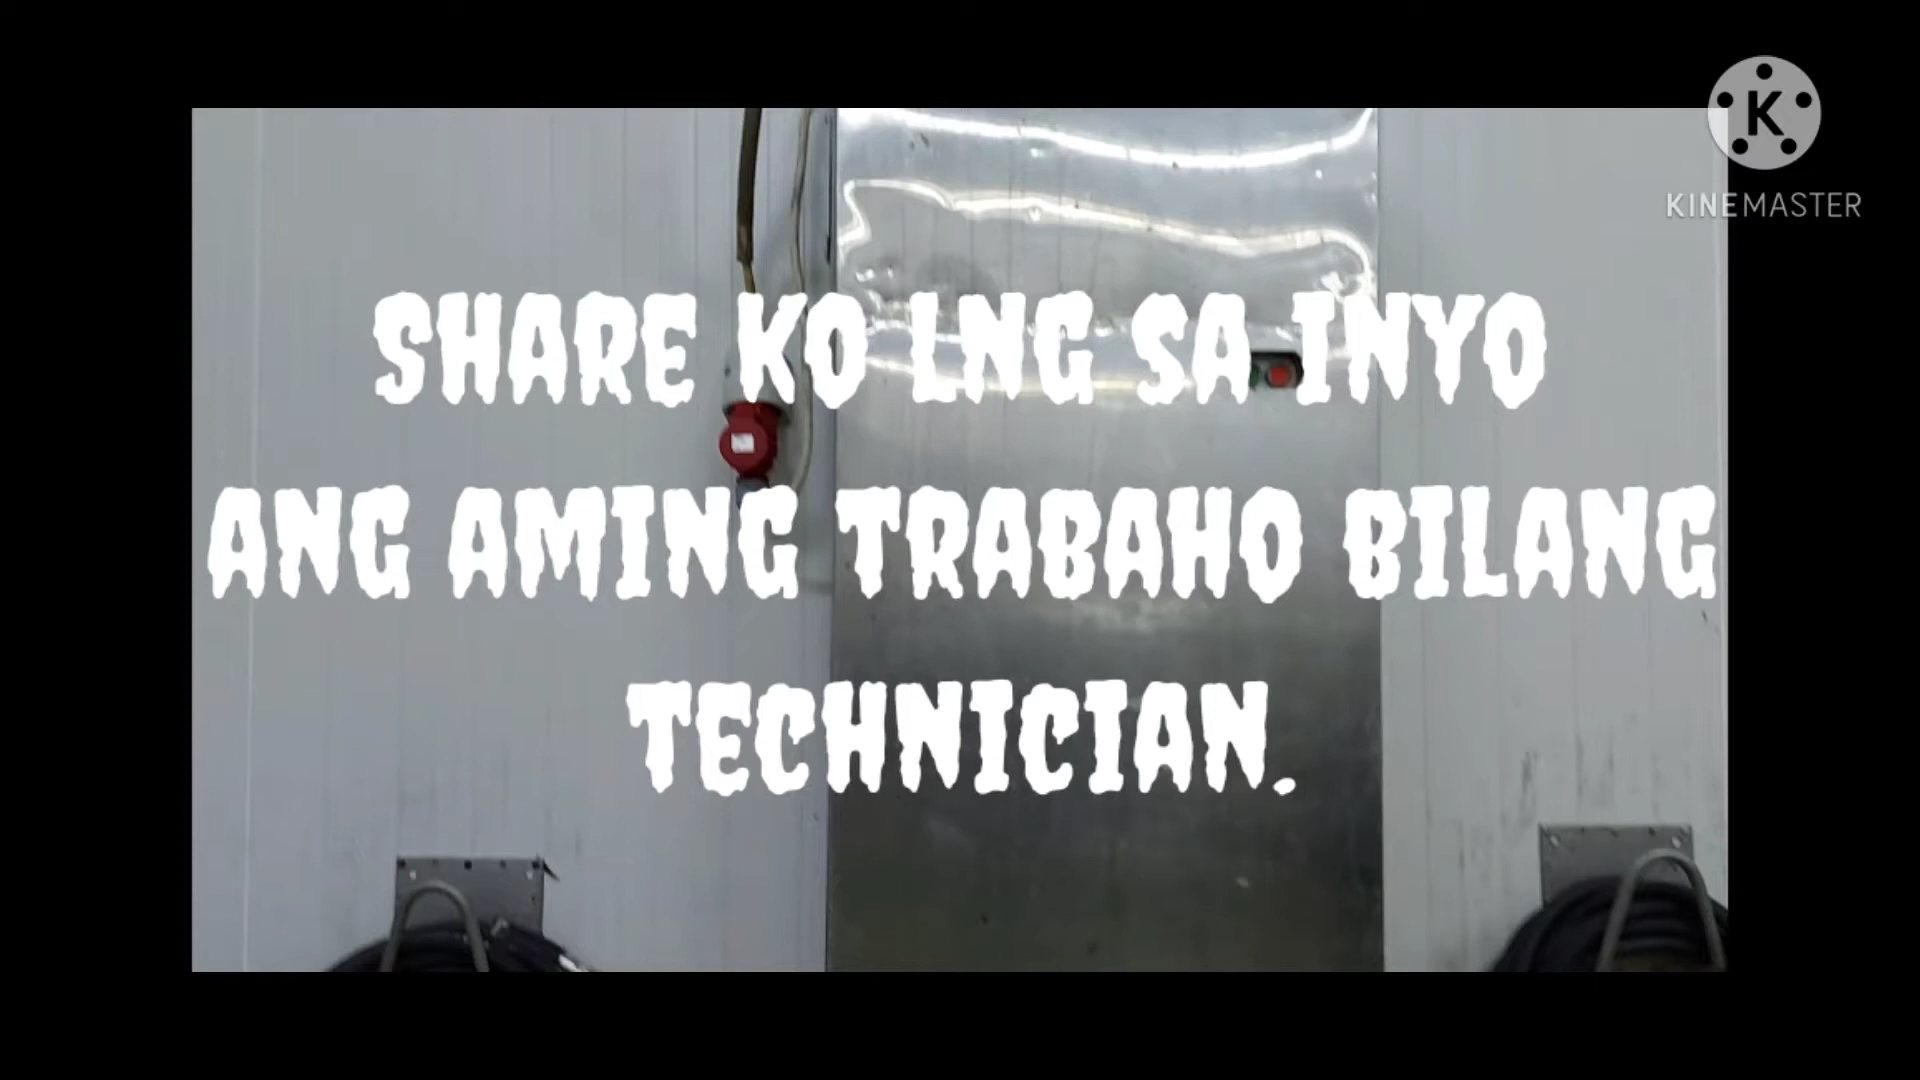 K
KINEMASTER
SHARE KO LNG SA INYO
ANG AMING TRABAHO BILANG
TECHNICIAN.